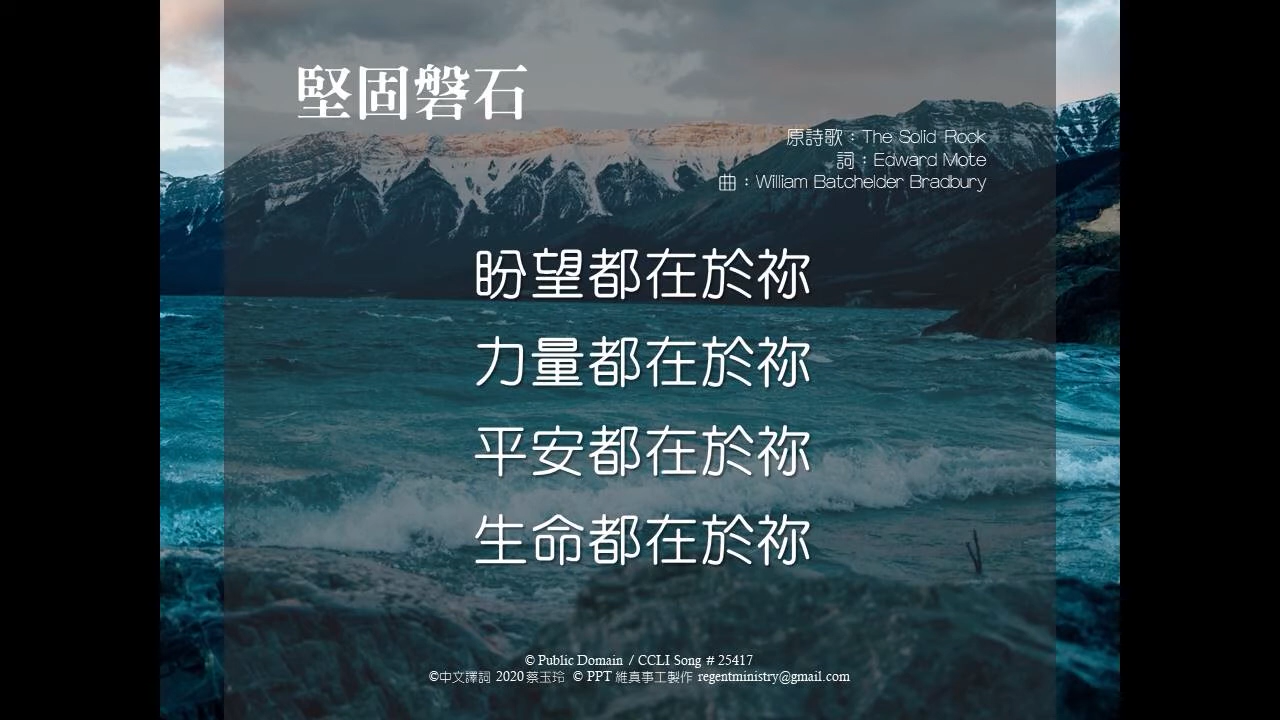 堅固磐石
原詩歌：The Solid Rock
詞：Edward Mote
曲：William Batchelder Bradbury
盼望都在於祢
力量都在於祢
平安都在於祢
生命都在於祢
© Public Domain / CCLI Song # 25417
©中文譯詞 2020 蔡玉玲 © PPT 維真事工製作 regentministry@gmail.com